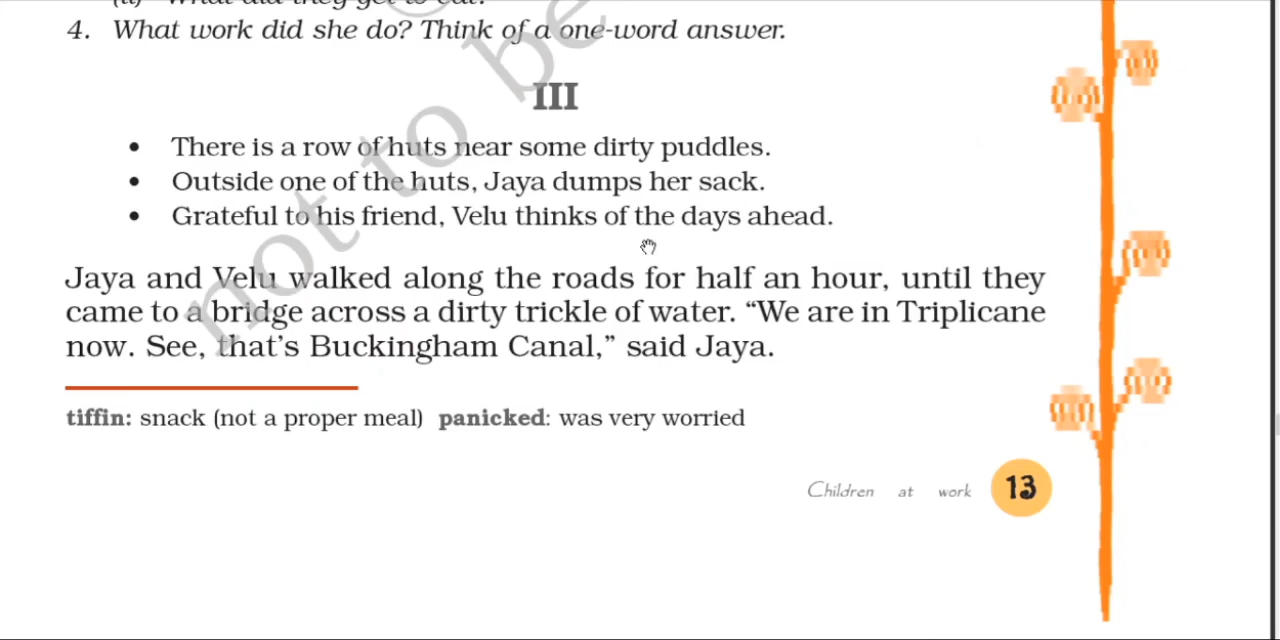 4. What work did she do? Think of a one-word answer.
not to be
III
• There is a row of huts near some dirty puddles.
• Outside one of the huts, Jaya dumps her sack.
• Grateful to his friend, Velu thinks of the days ahead.
Jaya and Velu walked along the roads for half an hour, until they
came to a bridge across a dirty trickle of water. “We are in Triplicane
now. See, that’s Buckingham Canal,” said Jaya.
tiffin: snack (not a proper meal) panicked: was very worried
Children at work 13